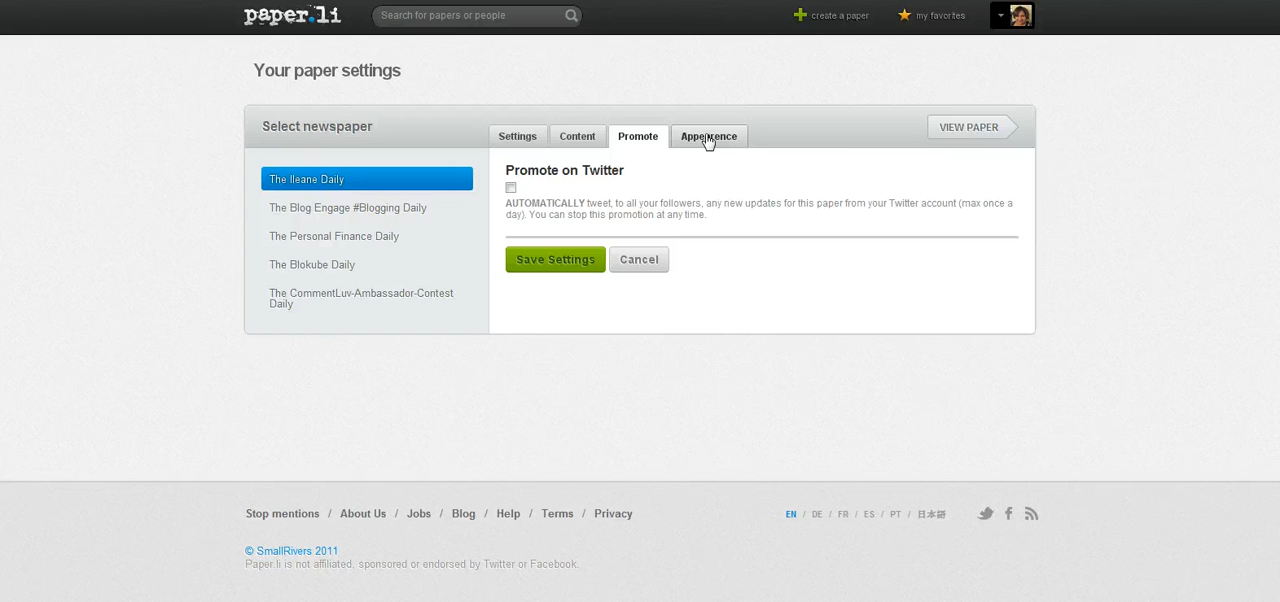 paper.li
Search for papers or people
create a paper
my favorites
Your paper settings
Select newspaper
Settings
Content
Promote
Appearence
VIEW PAPER
The Ileane Daily
The Blog Engage #Blogging Daily
The Personal Finance Daily
The Blokube Daily
The CommentLuv-Ambassador-Contest
Daily
Promote on Twitter
AUTOMATICALLY tweet, to all your followers, any new updates for this paper from your Twitter account (max once a
day). You can stop this promotion at any time.
Save Settings
Cancel
Stop mentions / About Us / Jobs / Blog / Help / Terms / Privacy
EN / DE / FR / ES / PT / 日本語
© SmallRivers 2011
Paper.li is not affiliated, sponsored or endorsed by Twitter or Facebook.